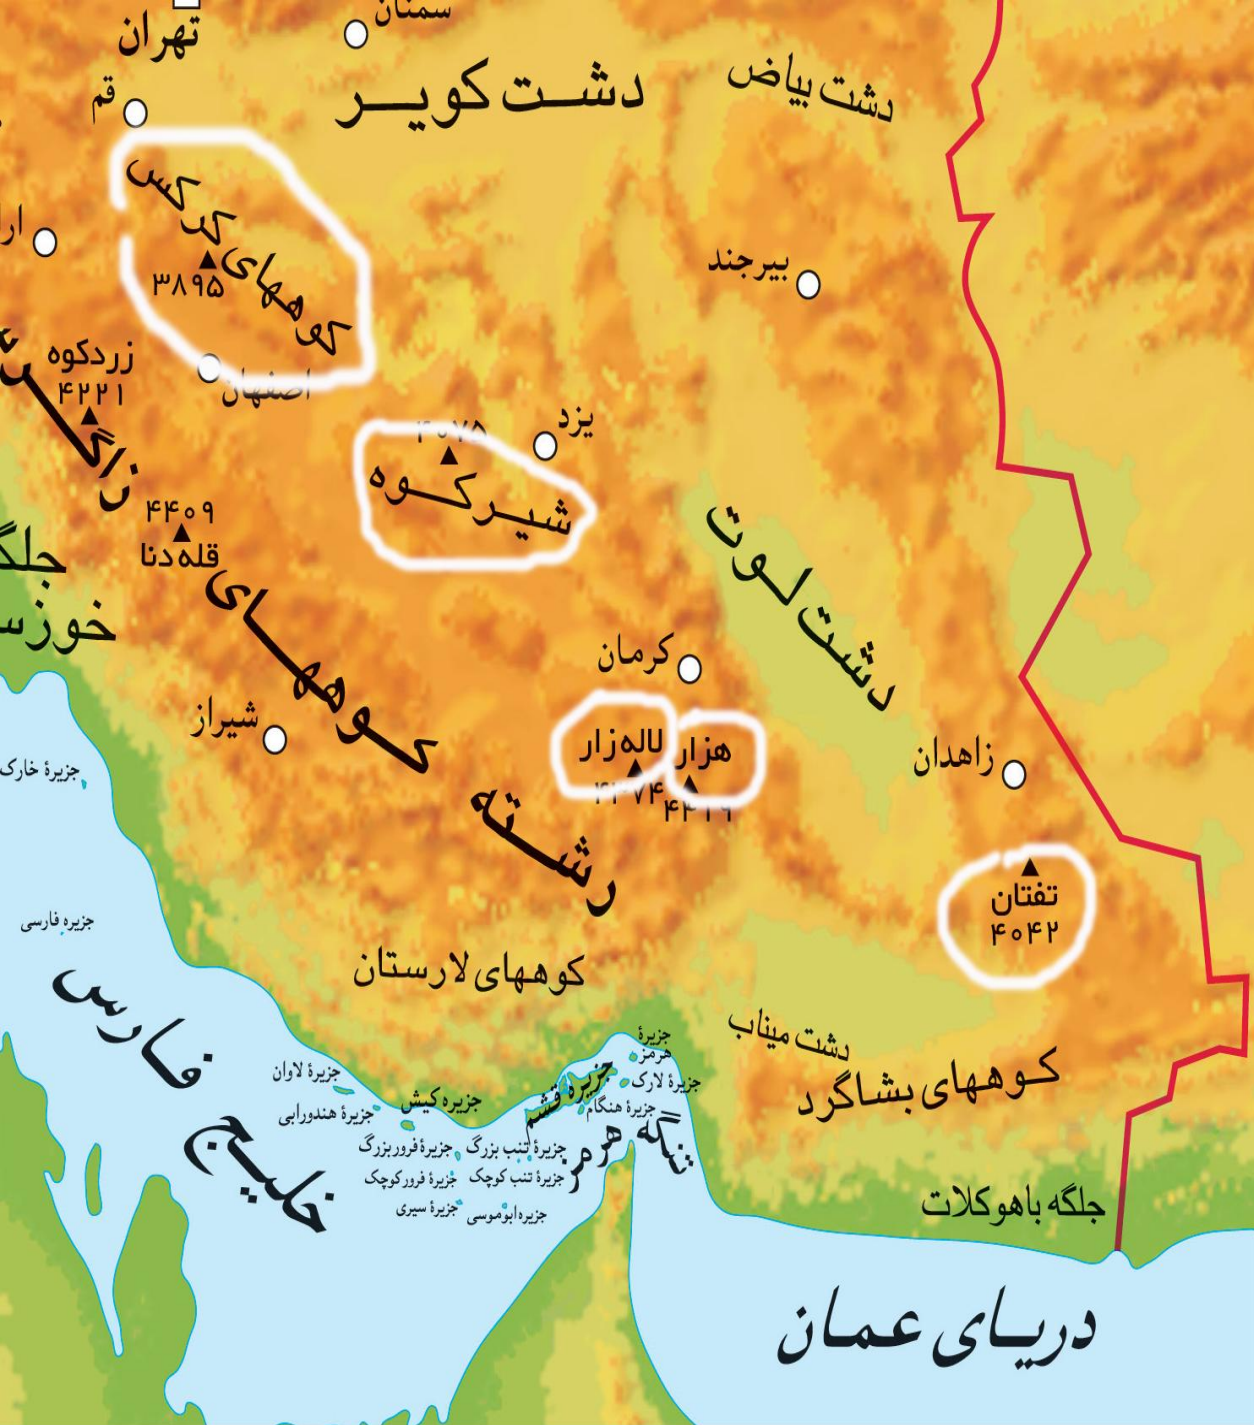 سمنان
تهران
دشت کویر
دشت بیاض
قم
کوههای کرکس
۳۸۹۵
بیرجند
زردکوه
۴۲۲۱
اصفهان
یزد
۴۰۷۵
شیرکوه
۴۴۰۹
قله دنا
دشت لوت
رشته کوههای زاگرس
کرمان
شیراز
لاله زار
هزار
زاهدان
جزیرهٔ خارک
تفتان
۴۰۴۲
جزیره فارسی
کوههای لارستان
خلیج فارس
دشت میناب
کوههای بشاگرد
جزیرهٔ
هرمز
جزیرهٔ لارک
جزیره قشم
جزیرهٔ هنگام
جزیرهٔ لاوان
جزیره کیش
جزیرهٔ هندورابی
تنگه هرمز
جزیرهٔ تنب بزرگ
جزیرهٔ فرور بزرگ
جزیرهٔ تنب کوچک
جزیرهٔ فرور کوچک
جزیرهٔ سیری
جزیره ابوموسی
جلگه باهوکلات
دریای عمان